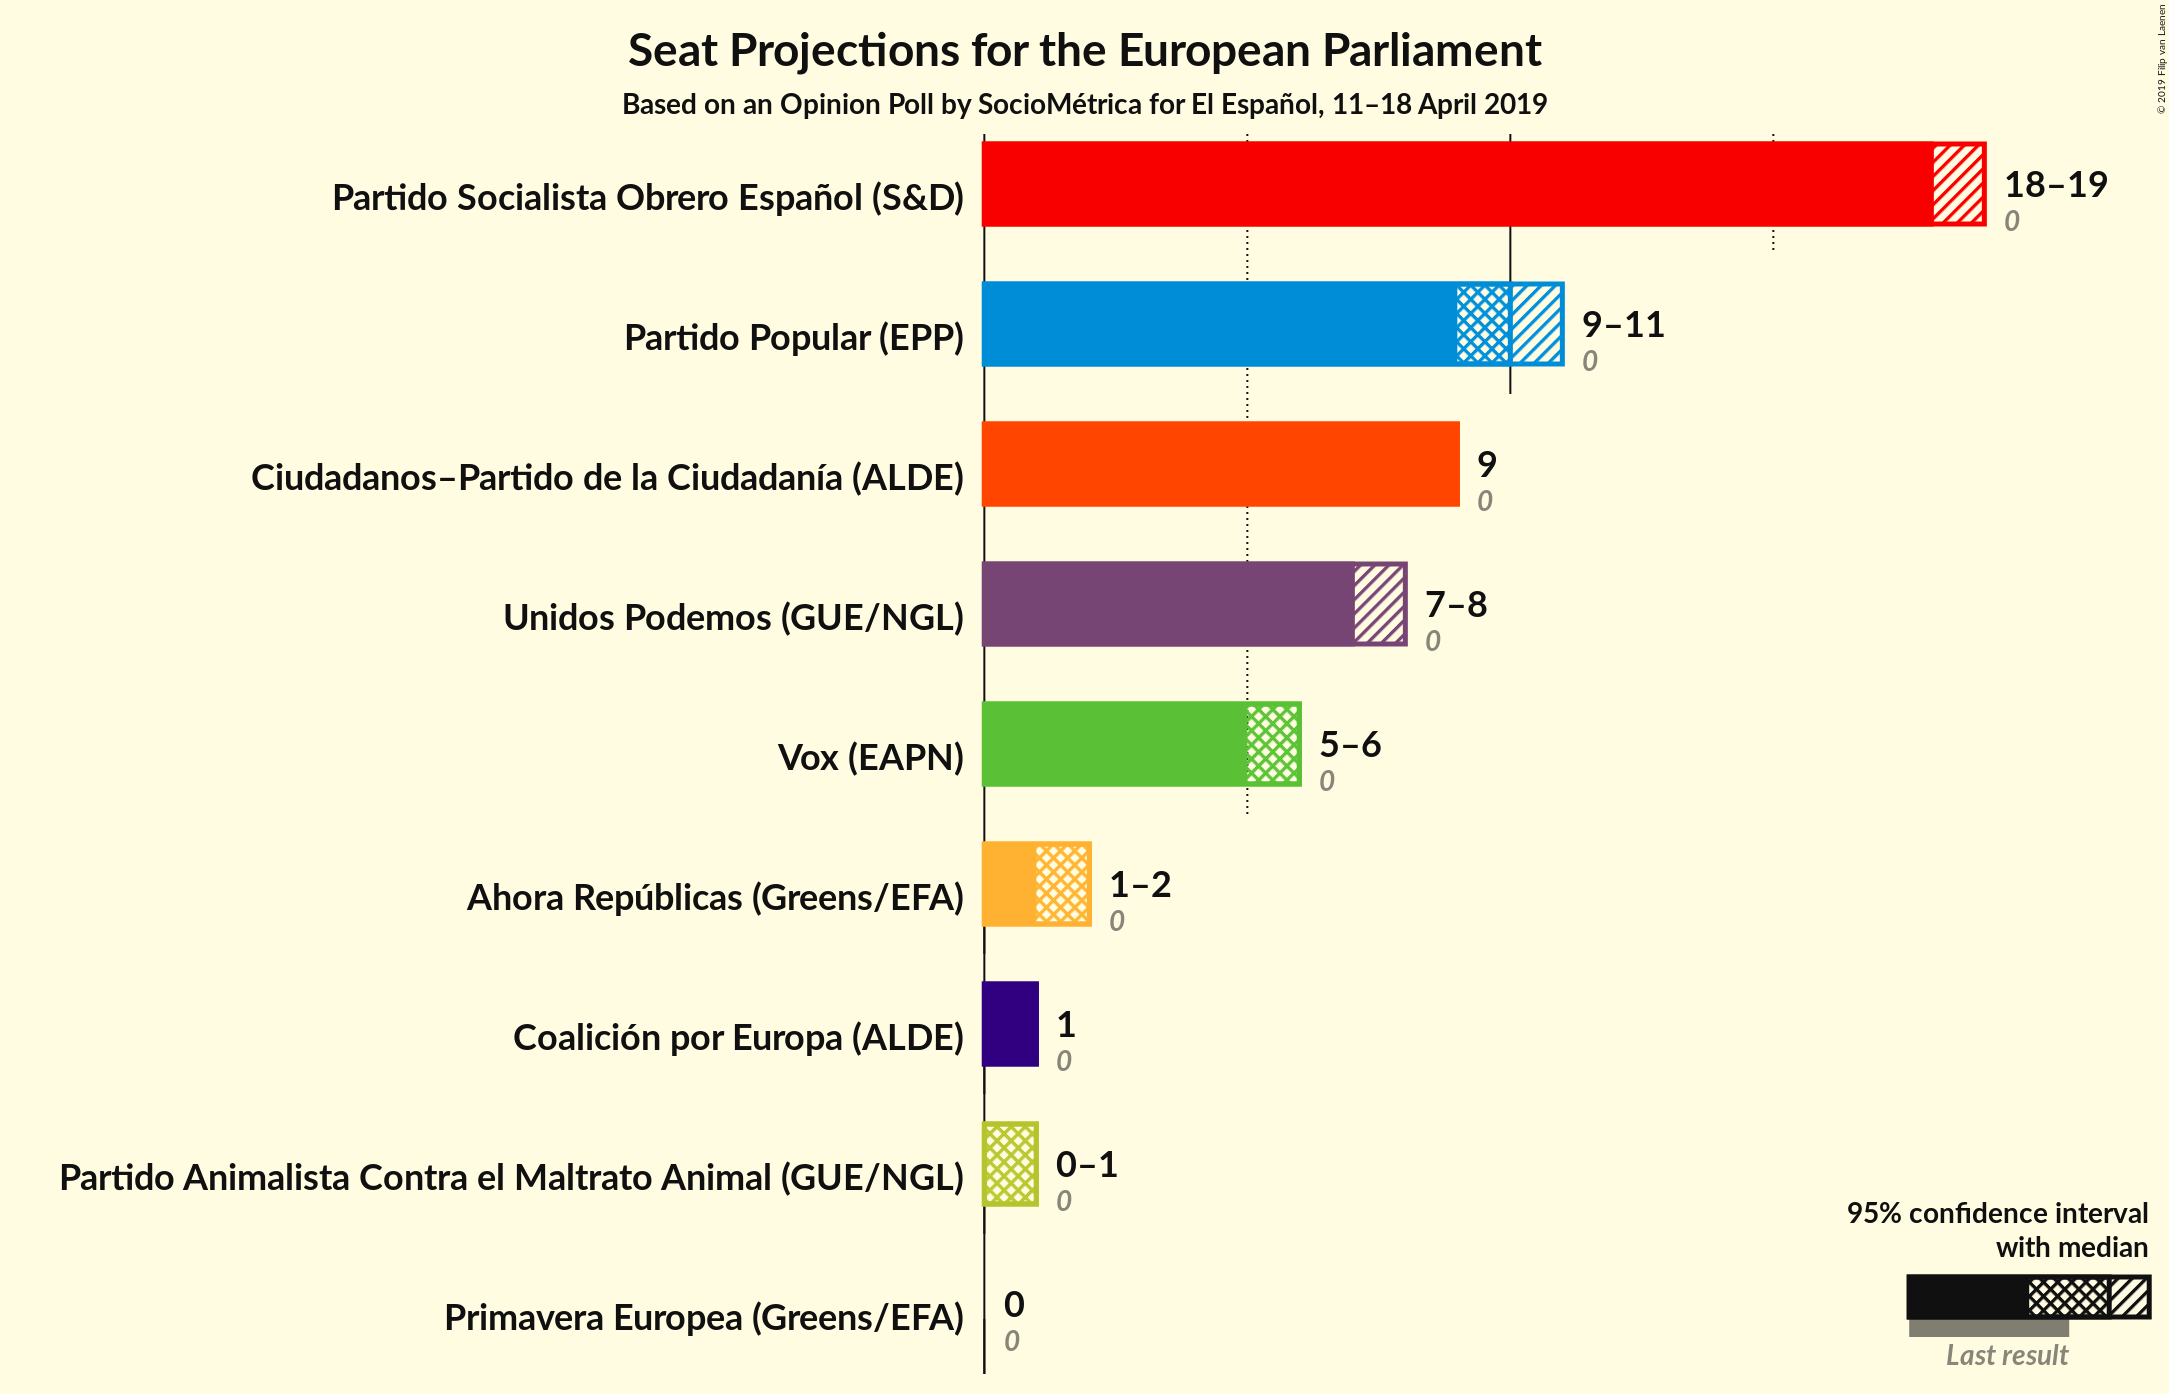 Seat Projections for the European Parliament
Based on an Opinion Poll by SocioMétrica for El Español, 11–18 April 2019
© 2019 Filip van Laenen
Partido Socialista Obrero Español (S&D)
18–19
0
Partido Popular (EPP)
9–11
0
Ciudadanos–Partido de la Ciudadanía (ALDE)
9
0
Unidos Podemos (GUE/NGL)
7–8
0
Vox (EAPN)
5–6
0
Ahora Repúblicas (Greens/EFA)
1–2
0
Coalición por Europa (ALDE)
1
0
Partido Animalista Contra el Maltrato Animal (GUE/NGL)
0–1
0
Primavera Europea (Greens/EFA)
0
0
95% confidence interval
with median
Last result